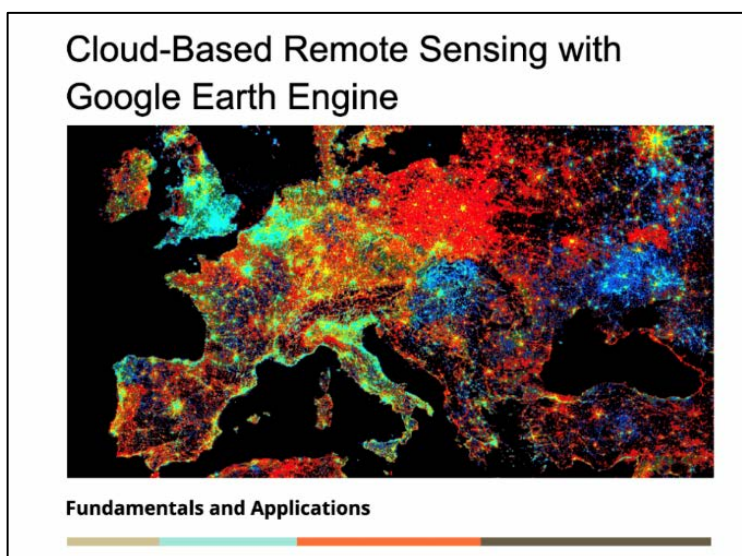 Cloud-Based Remote Sensing with
Google Earth Engine
Fundamentals and Applications